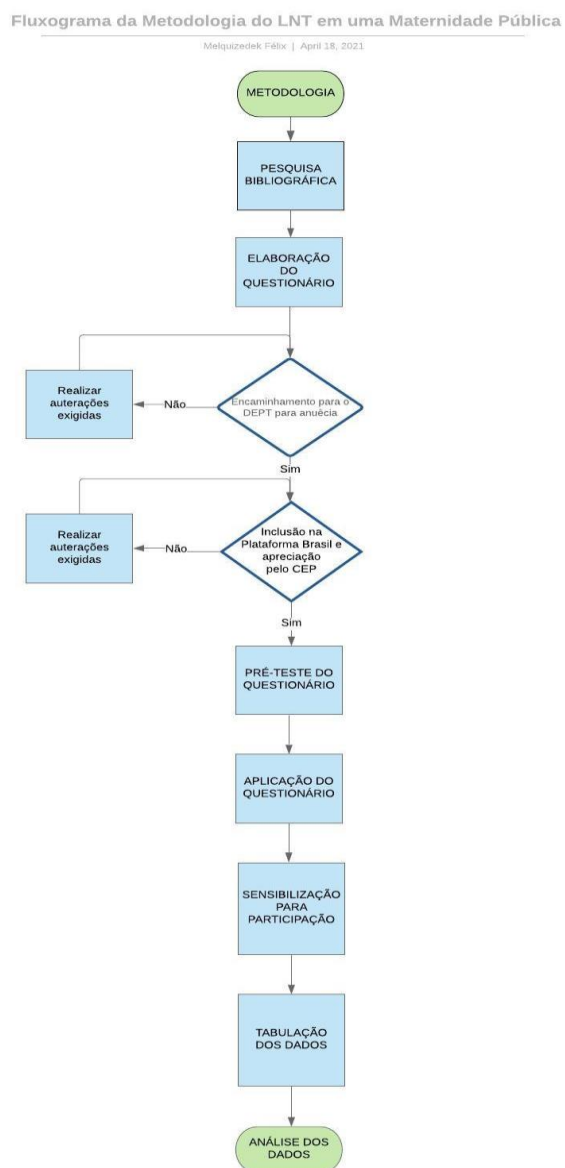 Fluxograma da Metodologia do LNT em uma Maternidade Pública
Melquizedek Félix | April 18, 2021
METODOLOGIA
PESQUISA
BIBLIOGRÁFICA
ELABORAÇÃO
DO
QUESTIONÁRIO
Encaminhamento para o
DEPT para anuêcia
Não
Realizar
auterações
exigidas
Sim
Inclusão na
Plataforma Brasil e
apreciação
pelo CEP
Não
Realizar
auterações
exigidas
Sim
PRÉ-TESTE DO
QUESTIONÁRIO
APLICAÇÃO DO
QUESTIONÁRIO
SENSIBILIZAÇÃO
PARA
PARTICIPAÇÃO
TABULAÇÃO
DOS DADOS
ANÁLISE DOS
DADOS